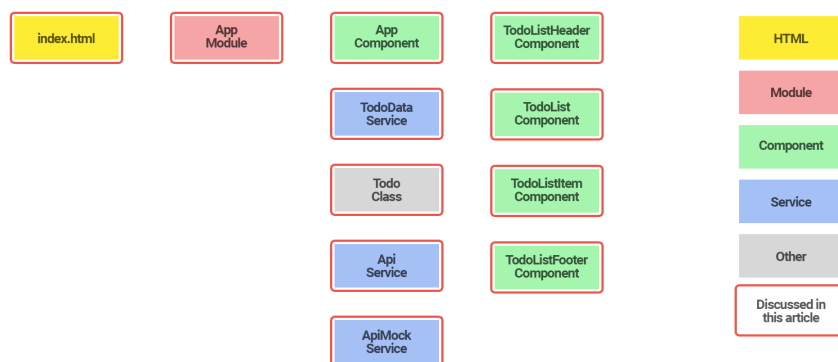 index.html
App
Module
App
Component
TodoData
Service
Todo
Class
Api
Service
ApiMock
Service
TodoListHeader
Component
TodoList
Component
TodoListItem
Component
TodoListFooter
Component
HTML
Module
Component
Service
Other
Discussed in
this article